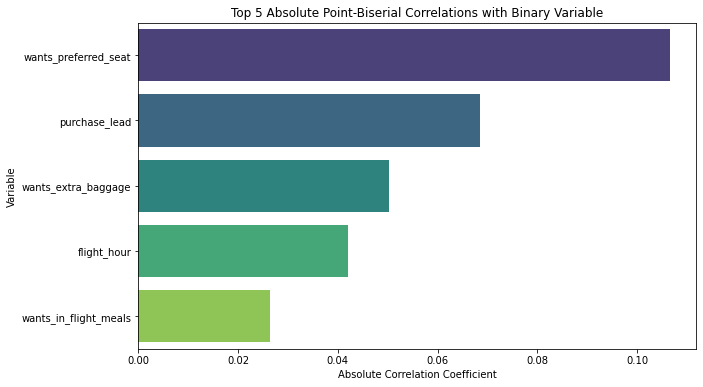 Top 5 Absolute Point-Biserial Correlations with Binary Variable
Variable
wants_preferred_seat
purchase_lead
wants_extra_baggage
flight_hour
wants_in_flight_meals
0.00 0.02 0.04 0.06 0.08 0.10
Absolute Correlation Coefficient